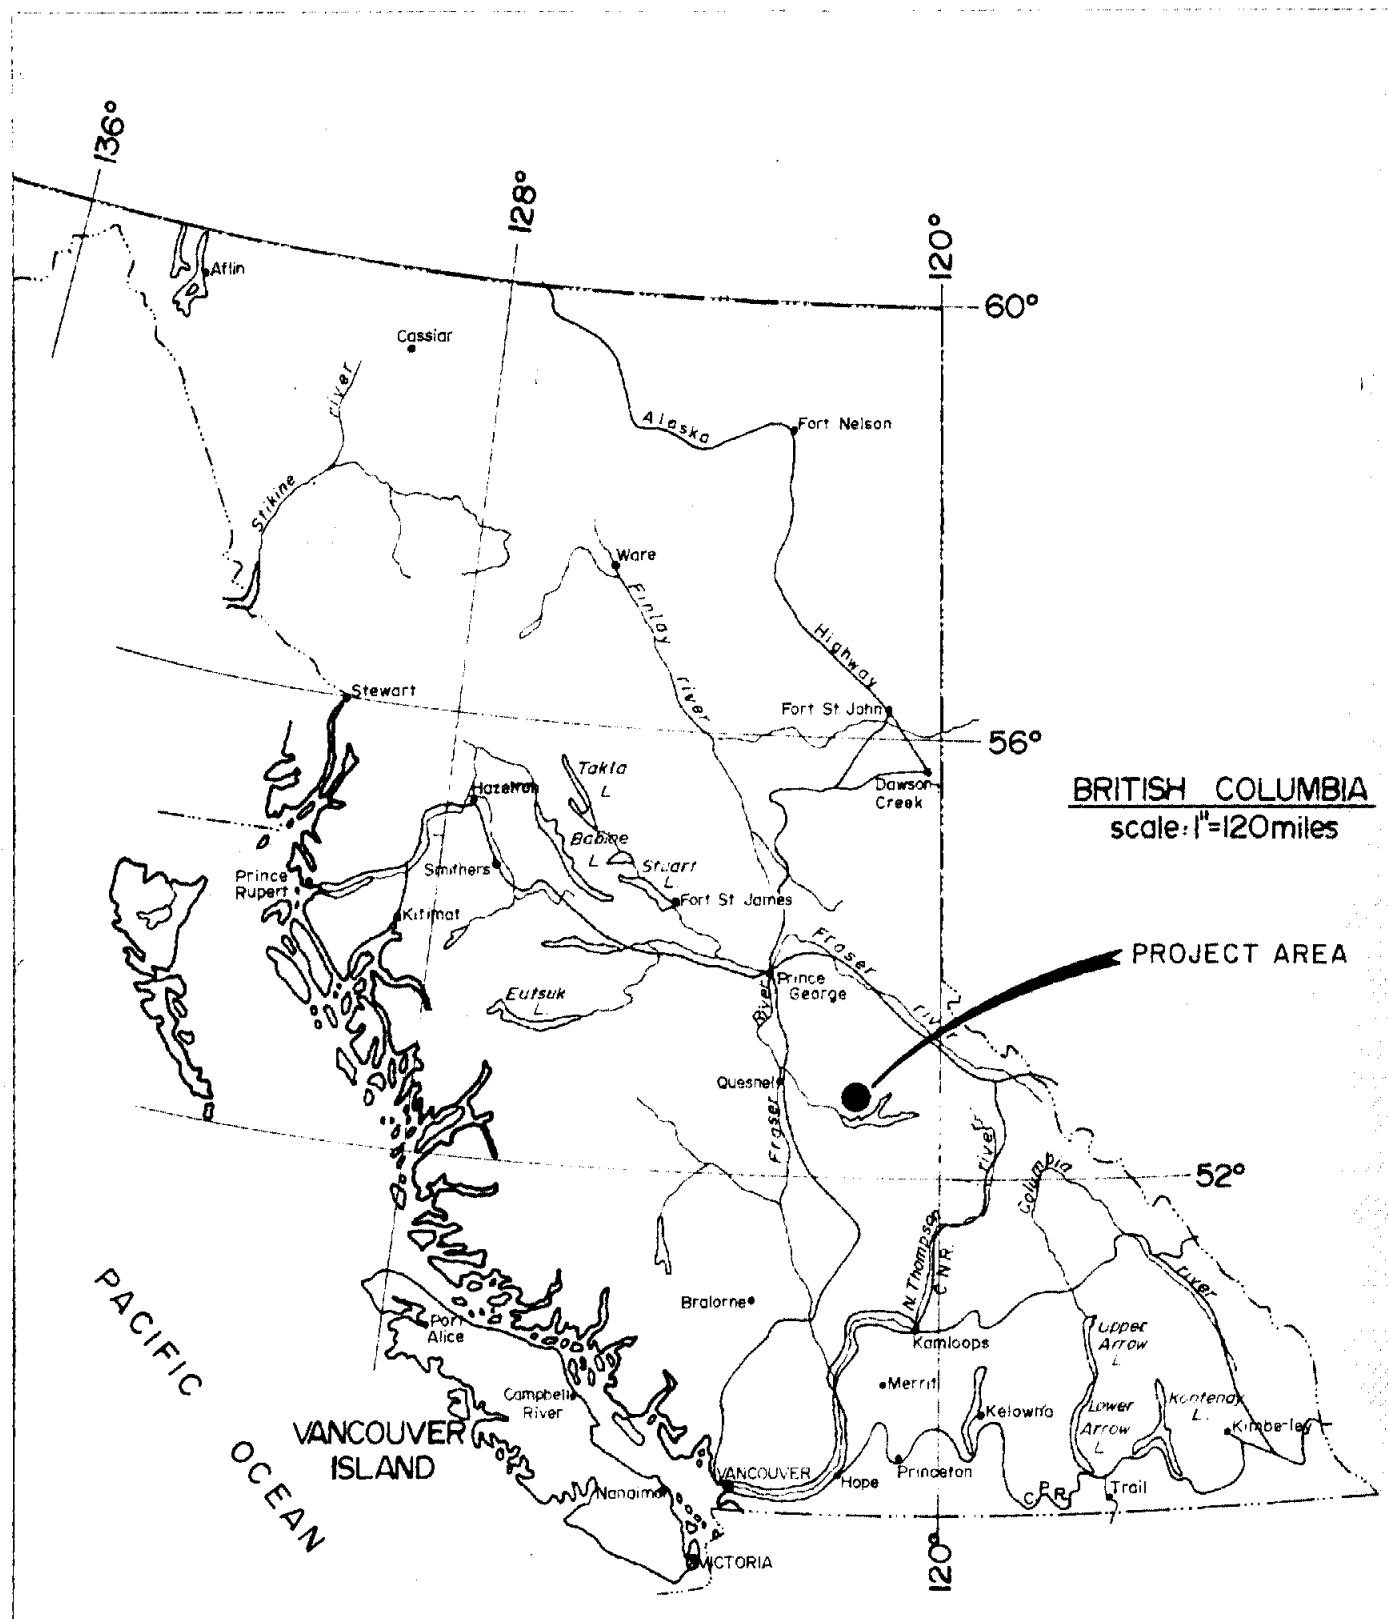 136°
128°
120°
60°
Atlin
Cassiar
river
Stikine
Alaska
Fort Nelson
Ware
Finlay
river
Highway
Stewart
Fort St. John
56°
Takla
L
Hazelton
Dawson
Creek
BRITISH COLUMBIA
scale: 1"=120miles
Babine
L
Stuart
L.
Smithers
Prince
Rupert
Fort St James
Kitimat
Fraser
river
PROJECT AREA
Prince
George
River
Eutsuk
L.
Quesnel
Fraser
river
Columbia
52°
N. Thompson
C. N. R.
river
Bralorne
Port
Alice
Kamloops
Upper
Arrow
L
PACIFIC
OCEAN
Merrit
Campbell
River
Kelowna
Lower
Arrow
L
Kootenay
L.
Kimberley
VANCOUVER
ISLAND
VANCOUVER
Hope
Princeton
C.P.R.
Trail
Nanaimo
VICTORIA
120°